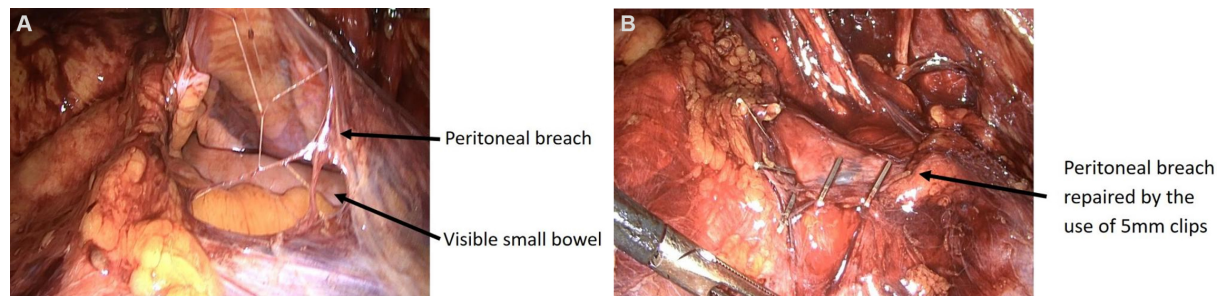 A
Peritoneal breach
Visible small bowel
B
Peritoneal breach
repaired by the
use of 5mm clips